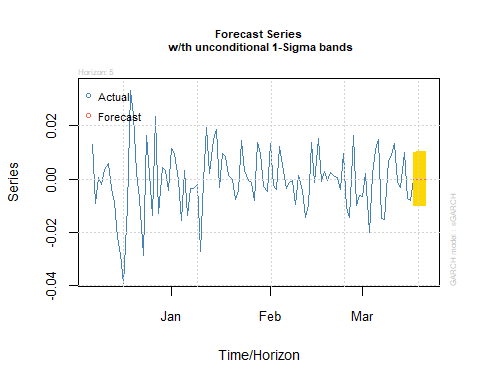 Forecast Series
w/th unconditional 1-Sigma bands
Horizon: 5
Actual
Forecast
Series
0.02
0.00
-0.02
-0.04
GARCH model : sGARCH
Jan Feb Mar
Time/Horizon